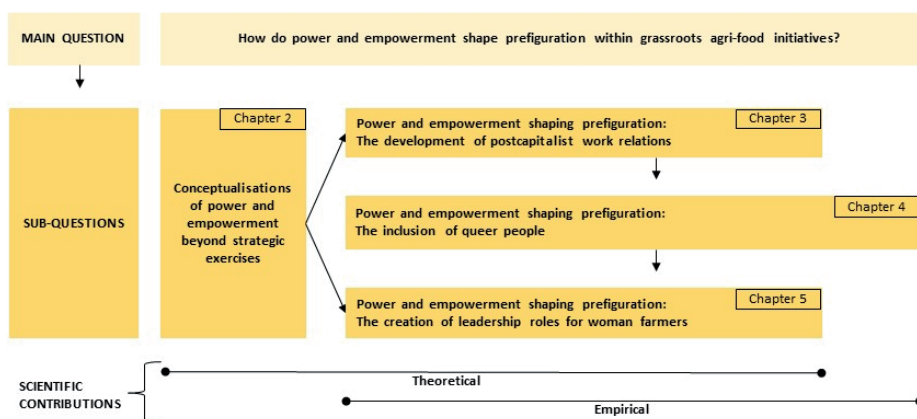 MAIN QUESTION
How do power and empowerment shape prefiguration within grassroots agri-food initiatives?
SUB-QUESTIONS
Chapter 2
Conceptualisations
of power and
empowerment
beyond strategic
exercises
Chapter 3
Power and empowerment shaping prefiguration:
The development of postcapitalist work relations
Chapter 4
Power and empowerment shaping prefiguration:
The inclusion of queer people
Chapter 5
Power and empowerment shaping prefiguration:
The creation of leadership roles for woman farmers
SCIENTIFIC
CONTRIBUTIONS
Theoretical
Empirical